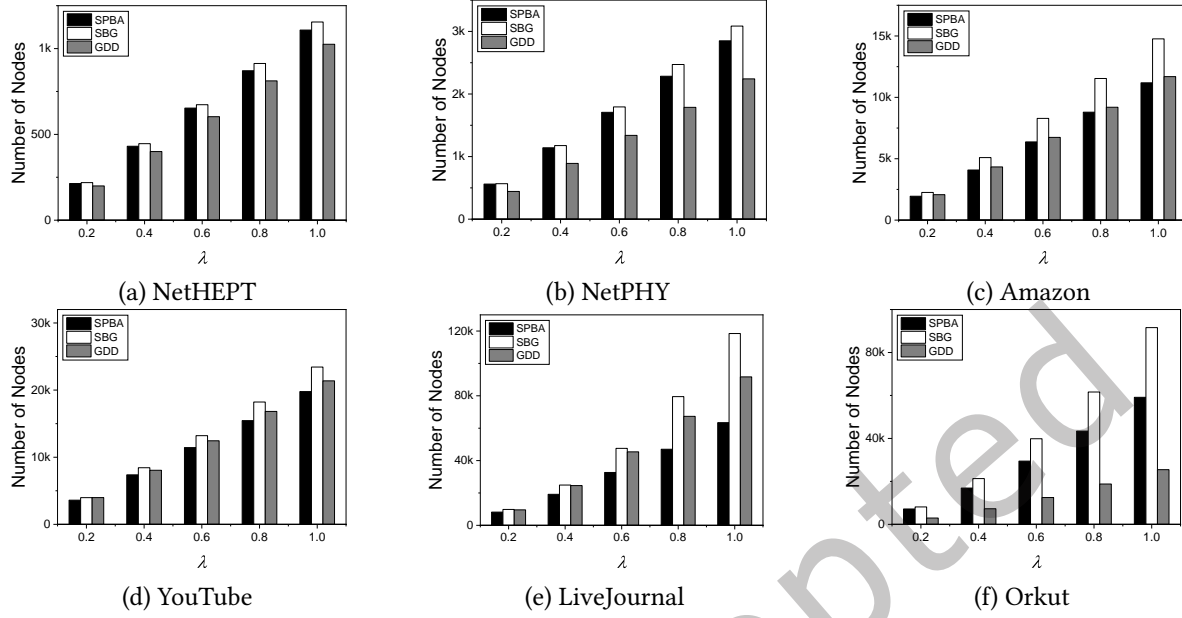 SPBA
SBG
GDD
1k
500
0
Number of Nodes
0.2 0.4 0.6 0.8 1.0
λ
(a) NetHEPT
SPBA
SBG
GDD
3k
2k
1k
0
Number of Nodes
0.2 0.4 0.6 0.8 1.0
λ
(b) NetPHY
SPBA
SBG
GDD
15k
10k
5k
0
Number of Nodes
0.2 0.4 0.6 0.8 1.0
λ
(c) Amazon
SPBA
SBG
GDD
30k
20k
10k
0
Number of Nodes
0.2 0.4 0.6 0.8 1.0
λ
(d) YouTube
SPBA
SBG
GDD
120k
80k
40k
0
Number of Nodes
0.2 0.4 0.6 0.8 1.0
λ
(e) LiveJournal
SPBA
SBG
GDD
80k
40k
0
Number of Nodes
0.2 0.4 0.6 0.8 1.0
λ
(f) Orkut
pted